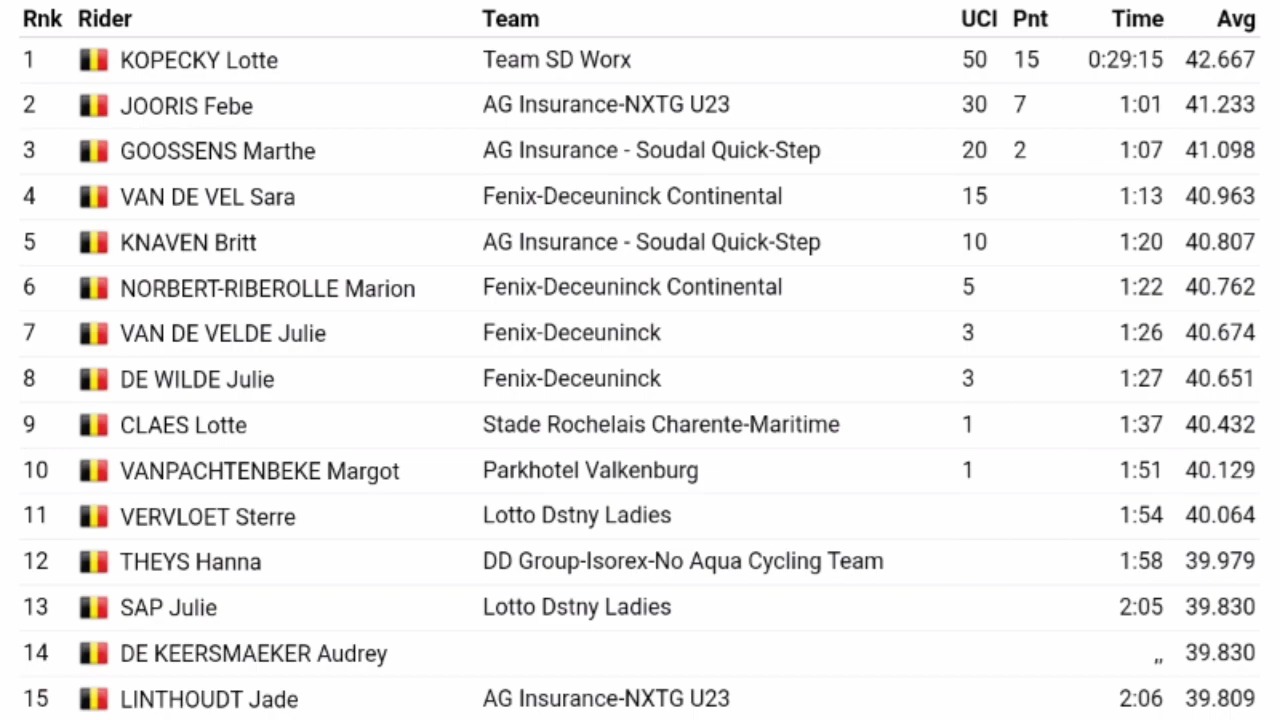 Rnk Rider Team UCI Pnt Time Avg
1 KOPECKY Lotte Team SD Worx 50 15 0:29:15 42.667
2 JOORIS Febe AG Insurance-NXTG U23 30 7 1:01 41.233
3 GOOSSENS Marthe AG Insurance - Soudal Quick-Step 20 2 1:07 41.098
4 VAN DE VEL Sara Fenix-Deceuninck Continental 15 1:13 40.963
5 KNAVEN Britt AG Insurance - Soudal Quick-Step 10 1:20 40.807
6 NORBERT-RIBEROLLE Marion Fenix-Deceuninck Continental 5 1:22 40.762
7 VAN DE VELDE Julie Fenix-Deceuninck 3 1:26 40.674
8 DE WILDE Julie Fenix-Deceuninck 3 1:27 40.651
9 CLAES Lotte Stade Rochelais Charente-Maritime 1 1:37 40.432
10 VANPACHTENBEKE Margot Parkhotel Valkenburg 1 1:51 40.129
11 VERVLOET Sterre Lotto Dstny Ladies 1:54 40.064
12 THEYS Hanna DD Group-Isorex-No Aqua Cycling Team 1:58 39.979
13 SAP Julie Lotto Dstny Ladies 2:05 39.830
14 DE KEERSMAEKER Audrey ,, 39.830
15 LINTHOUDT Jade AG Insurance-NXTG U23 2:06 39.809